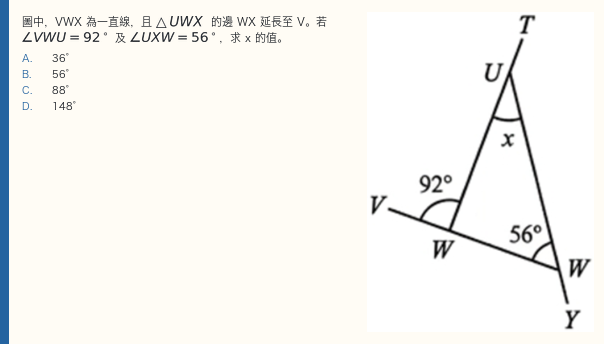 圖中，VWX 為一直線，且 △UWX 的邊 WX 延長至 V。若
∠VWU = 92° 及 ∠UXW = 56°，求 x 的值。
A. 36°
B. 56°
C. 88°
D. 148°
T
U
x
92°
V
56°
W
W
Y